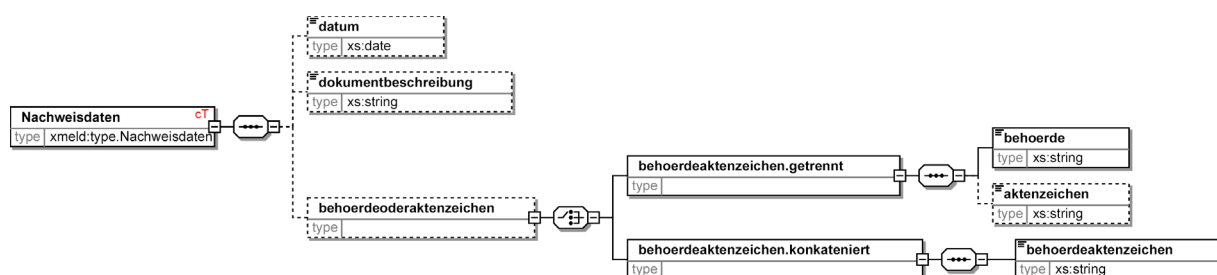 datum
type xs:date
dokumentbeschreibung
type xs:string
Nachweisdaten cT
type xmeld:type.Nachweisdaten
behoerdeoderaktenzeichen
type
behoerdeaktenzeichen.getrennt
type
behoerde
type xs:string
aktenzeichen
type xs:string
behoerdeaktenzeichen.konkateniert
type
behoerdeaktenzeichen
type xs:string